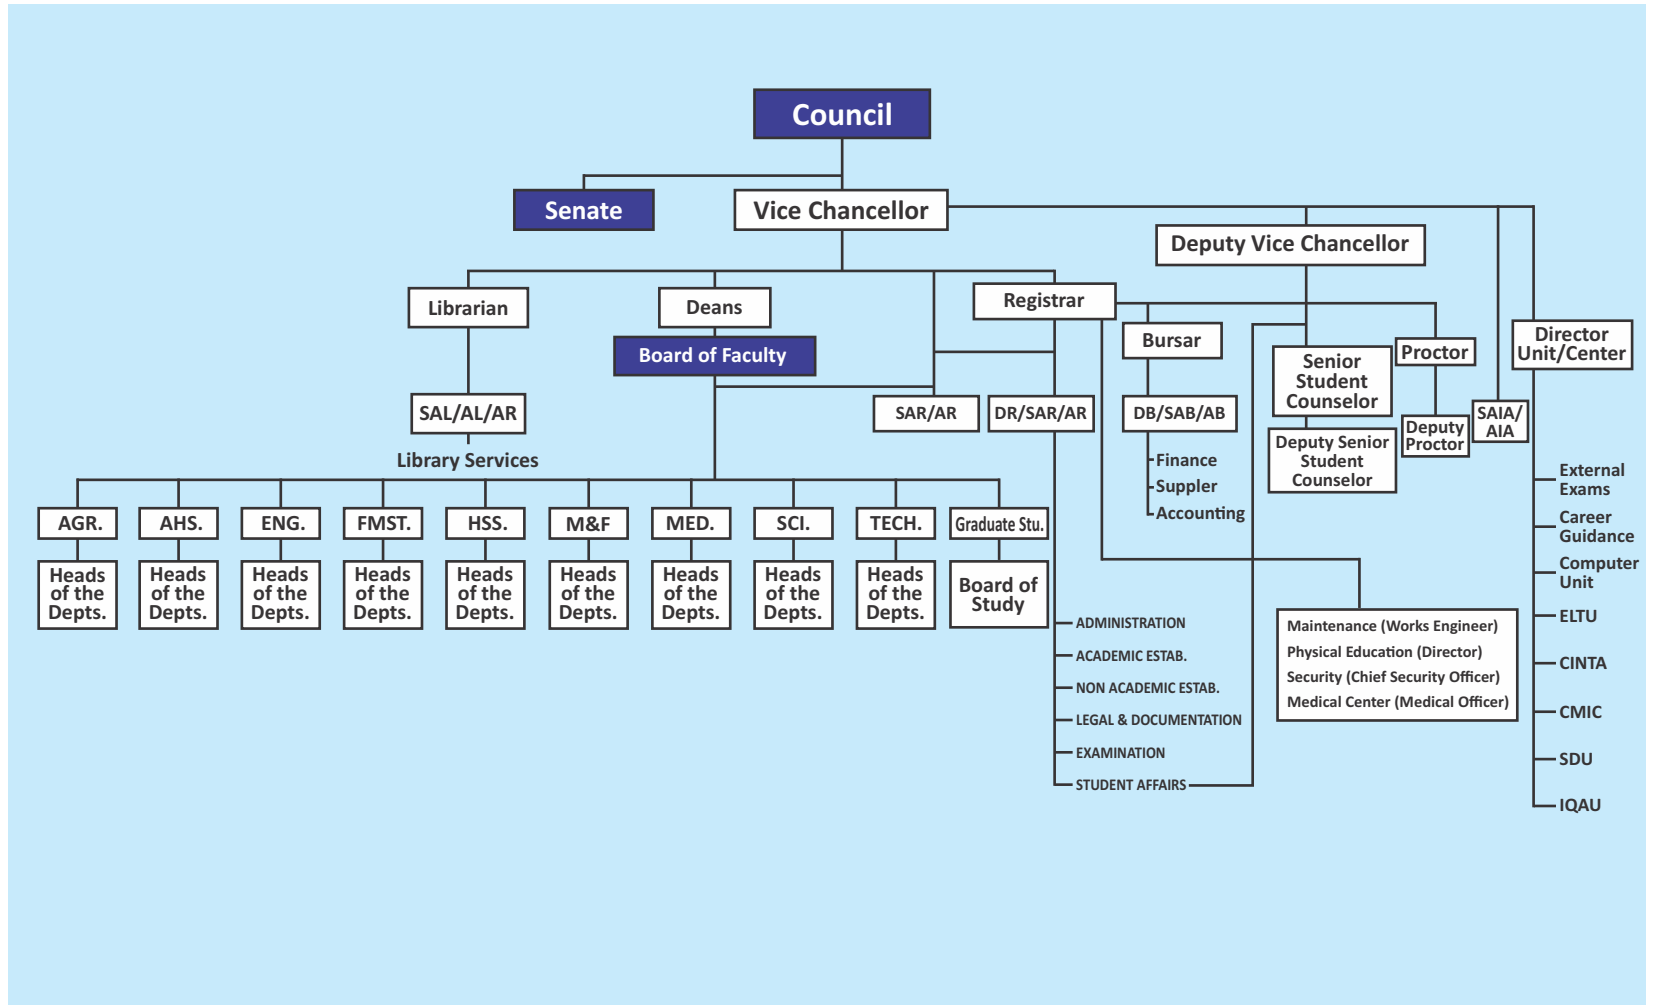 Council
Senate
Vice Chancellor
Deputy Vice Chancellor
Librarian
Deans
Registrar
Board of Faculty
Bursar
Senior
Student
Counselor
Proctor
Director
Unit/Center
SAL/AL/AR
SAR/AR
DR/SAR/AR
DB/SAB/AB
Deputy Senior
Student
Counselor
Deputy
Proctor
SAIA/
AIA
Library Services
Finance
Suppler
Accounting
External
Exams
Career
Guidance
Computer
Unit
ELTU
CINTA
CMIC
SDU
IQAU
AGR.
AHS.
ENG.
FMST.
HSS.
M&F
MED.
SCI.
TECH.
Graduate Stu.
Heads
of the
Depts.
Heads
of the
Depts.
Heads
of the
Depts.
Heads
of the
Depts.
Heads
of the
Depts.
Heads
of the
Depts.
Heads
of the
Depts.
Heads
of the
Depts.
Heads
of the
Depts.
Board of
Study
ADMINISTRATION
ACADEMIC ESTAB.
NON ACADEMIC ESTAB.
LEGAL & DOCUMENTATION
EXAMINATION
STUDENT AFFAIRS
Maintenance (Works Engineer)
Physical Education (Director)
Security (Chief Security Officer)
Medical Center (Medical Officer)